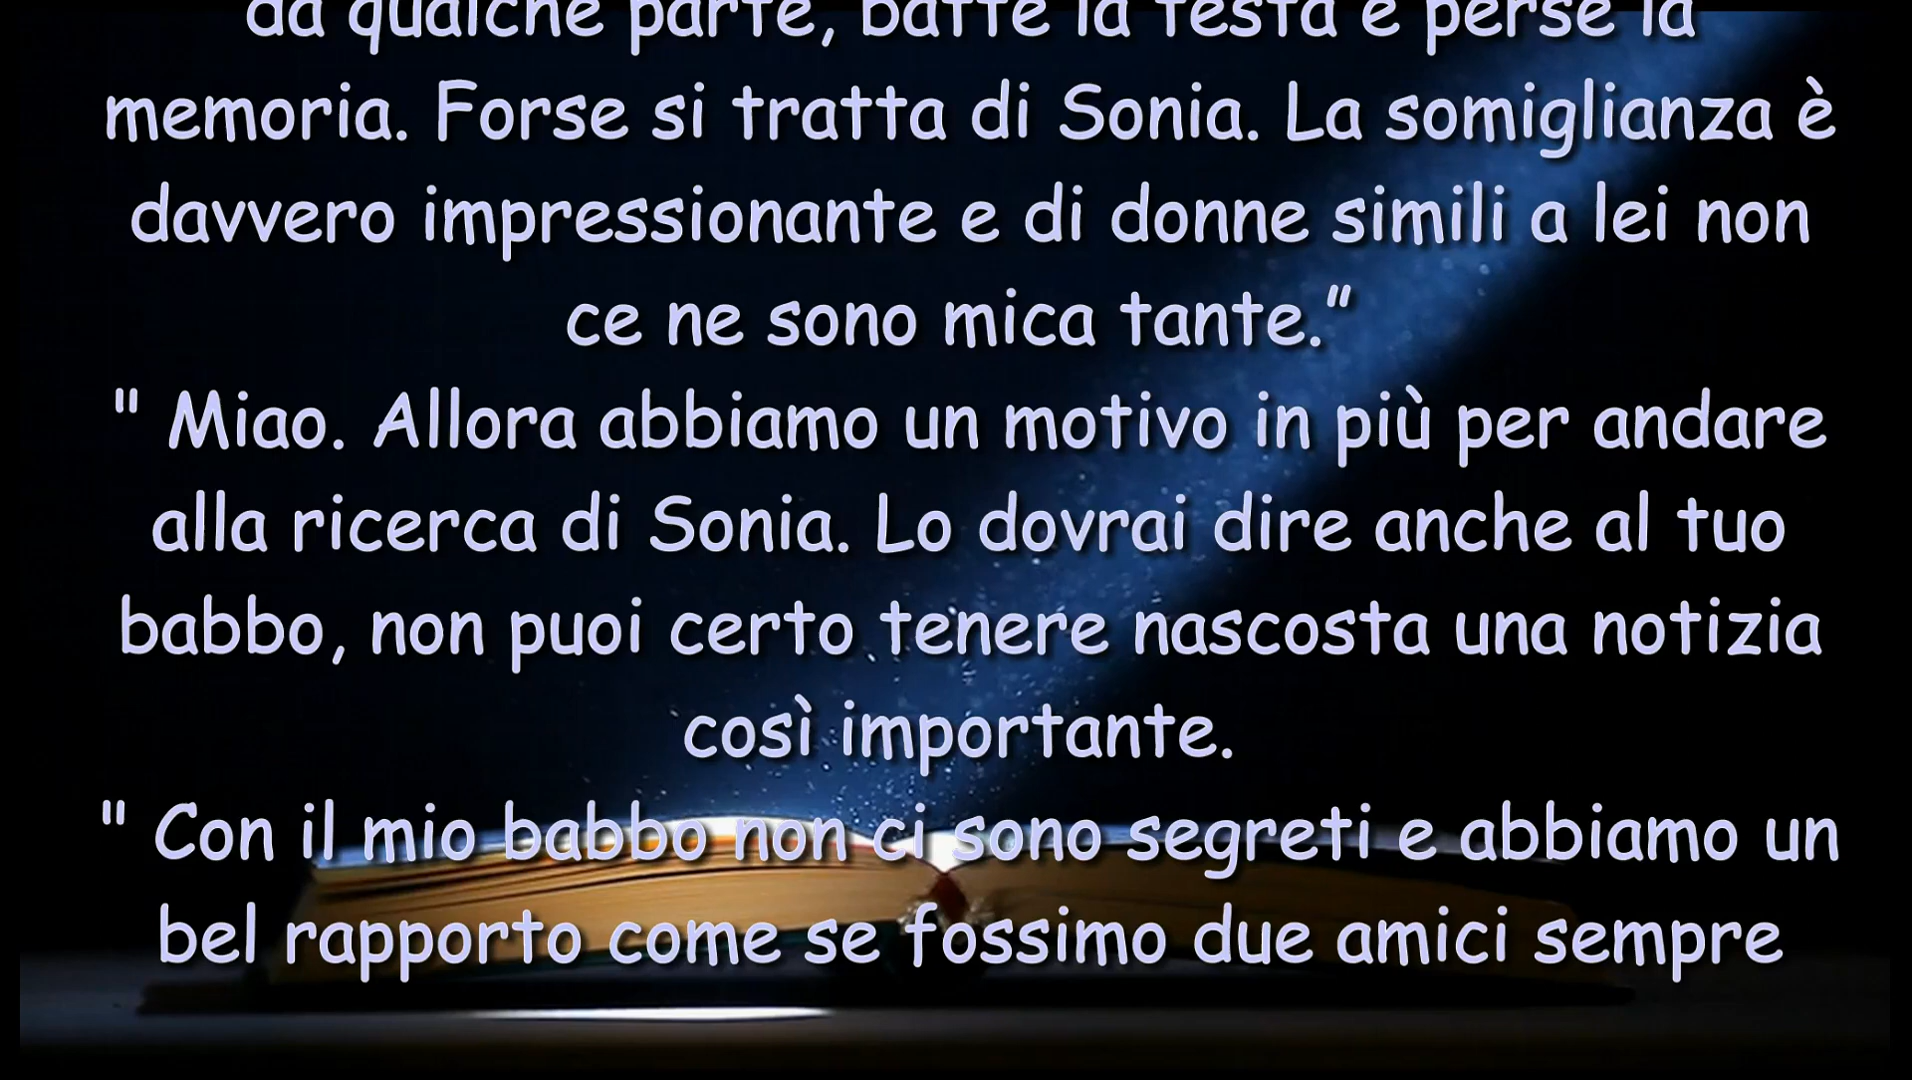 da qualche parte, batte la testa e perse la
memoria. Forse si tratta di Sonia. La somiglianza è
davvero impressionante e di donne simili a lei non
ce ne sono mica tante.”
" Miao. Allora abbiamo un motivo in più per andare
alla ricerca di Sonia. Lo dovrai dire anche al tuo
babbo, non puoi certo tenere nascosta una notizia
così importante.
" Con il mio babbo non ci sono segreti e abbiamo un
bel rapporto come se fossimo due amici sempre